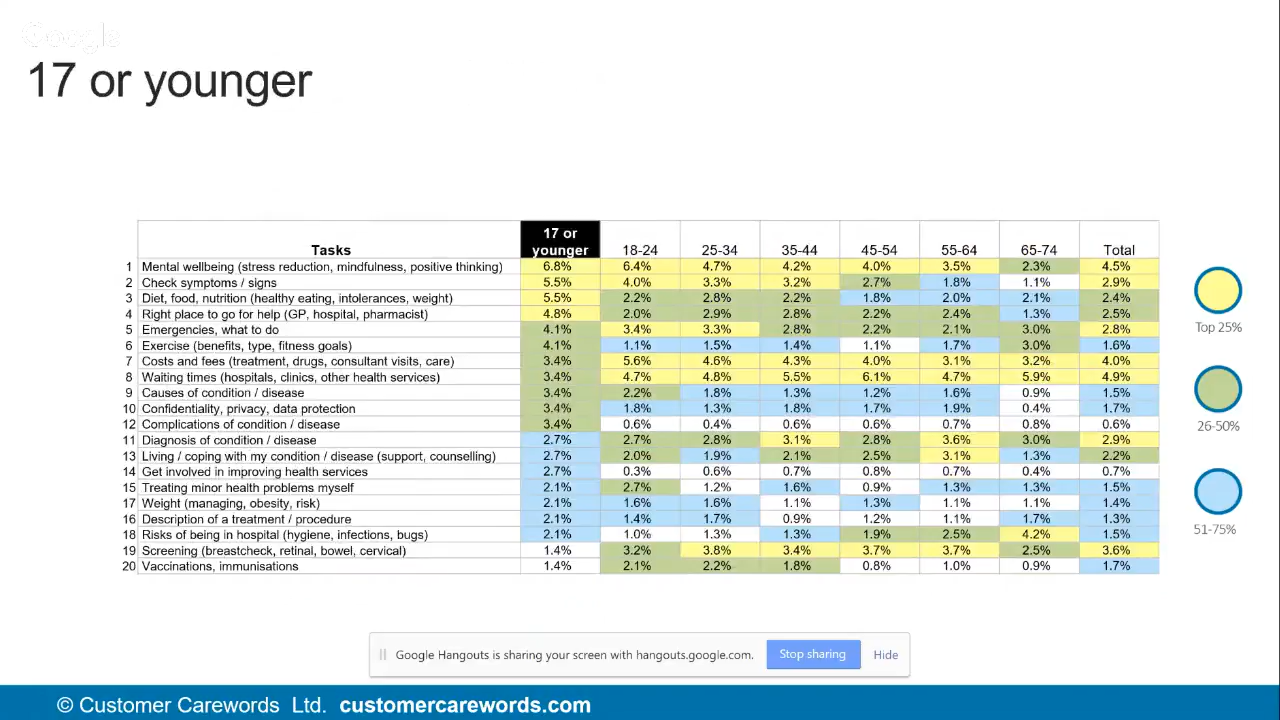 Google
17 or younger
Tasks 17 or younger 18-24 25-34 35-44 45-54 55-64 65-74 Total
1 Mental wellbeing (stress reduction, mindfulness, positive thinking) 6.8% 6.4% 4.7% 4.2% 4.0% 3.5% 2.3% 4.5%
2 Check symptoms / signs 5.5% 4.0% 3.3% 3.2% 2.7% 1.8% 1.1% 2.9%
3 Diet, food, nutrition (healthy eating, intolerances, weight) 5.5% 2.2% 2.8% 2.2% 1.8% 2.0% 2.1% 2.4%
4 Right place to go for help (GP, hospital, pharmacist) 4.8% 2.0% 2.9% 2.8% 2.2% 2.4% 1.3% 2.5%
5 Emergencies, what to do 4.1% 3.4% 3.3% 2.8% 2.2% 2.1% 3.0% 2.8%
6 Exercise (benefits, type, fitness goals) 4.1% 1.1% 1.5% 1.4% 1.1% 1.7% 3.0% 1.6%
7 Costs and fees (treatment, drugs, consultant visits, care) 3.4% 5.6% 4.6% 4.3% 4.0% 3.1% 3.2% 4.0%
8 Waiting times (hospitals, clinics, other health services) 3.4% 4.7% 4.8% 5.5% 6.1% 4.7% 5.9% 4.9%
9 Causes of condition / disease 3.4% 2.2% 1.8% 1.3% 1.2% 1.6% 0.9% 1.5%
10 Confidentiality, privacy, data protection 3.4% 1.8% 1.3% 1.8% 1.7% 1.9% 0.4% 1.7%
12 Complications of condition / disease 3.4% 0.6% 0.4% 0.6% 0.6% 0.7% 0.8% 0.6%
11 Diagnosis of condition / disease 2.7% 2.7% 2.8% 3.1% 2.8% 3.6% 3.0% 2.9%
13 Living / coping with my condition / disease (support, counselling) 2.7% 2.0% 1.9% 2.1% 2.5% 3.1% 1.3% 2.2%
14 Get involved in improving health services 2.7% 0.3% 0.6% 0.7% 0.8% 0.7% 0.4% 0.7%
15 Treating minor health problems myself 2.1% 2.7% 1.2% 1.6% 0.9% 1.3% 1.3% 1.5%
17 Weight (managing, obesity, risk) 2.1% 1.6% 1.6% 1.1% 1.3% 1.1% 1.1% 1.4%
16 Description of a treatment / procedure 2.1% 1.4% 1.7% 0.9% 1.2% 1.1% 1.7% 1.3%
18 Risks of being in hospital (hygiene, infections, bugs) 2.1% 1.0% 1.3% 1.3% 1.9% 2.5% 4.2% 1.5%
19 Screening (breastcheck, retinal, bowel, cervical) 1.4% 3.2% 3.8% 3.4% 3.7% 3.7% 2.5% 3.6%
20 Vaccinations, immunisations 1.4% 2.1% 2.2% 1.8% 0.8% 1.0% 0.9% 1.7%
Top 25%
26-50%
51-75%
Google Hangouts is sharing your screen with hangouts.google.com. Stop sharing Hide
© Customer Carewords Ltd. customercarewords.com